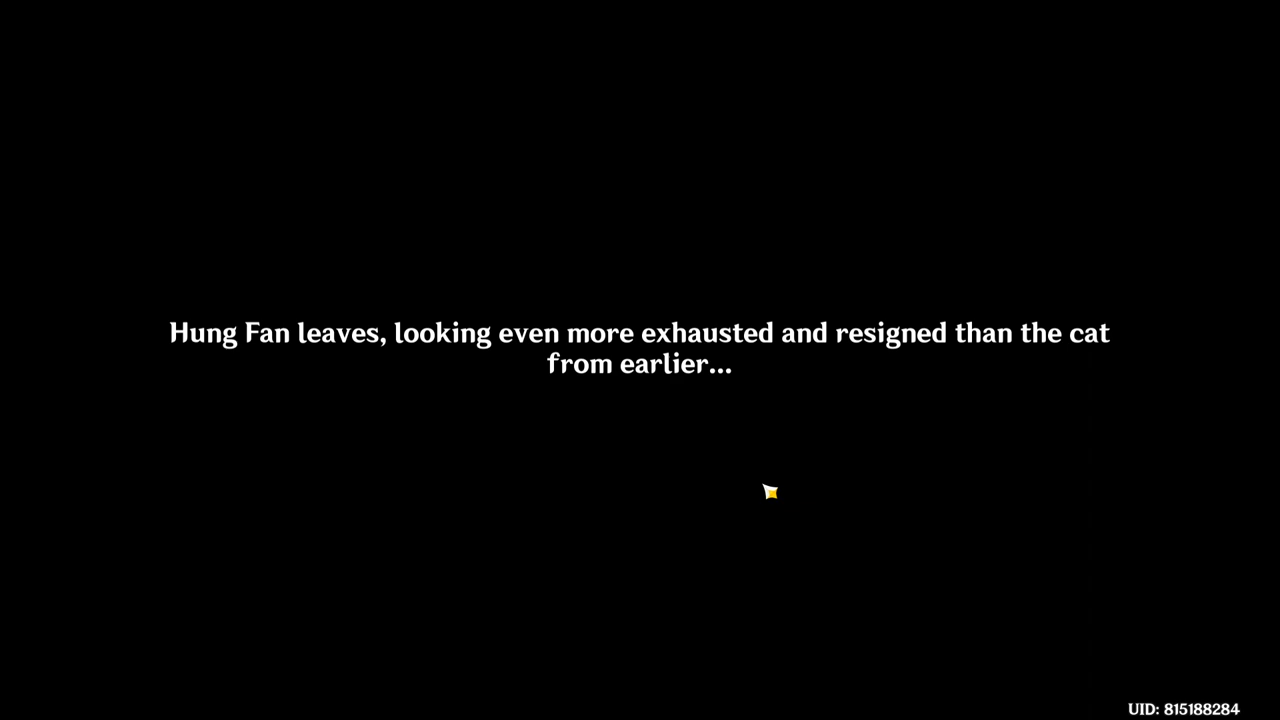 Hung Fan leaves, looking even more exhausted and resigned than the cat
from earlier...
UID: 815188284